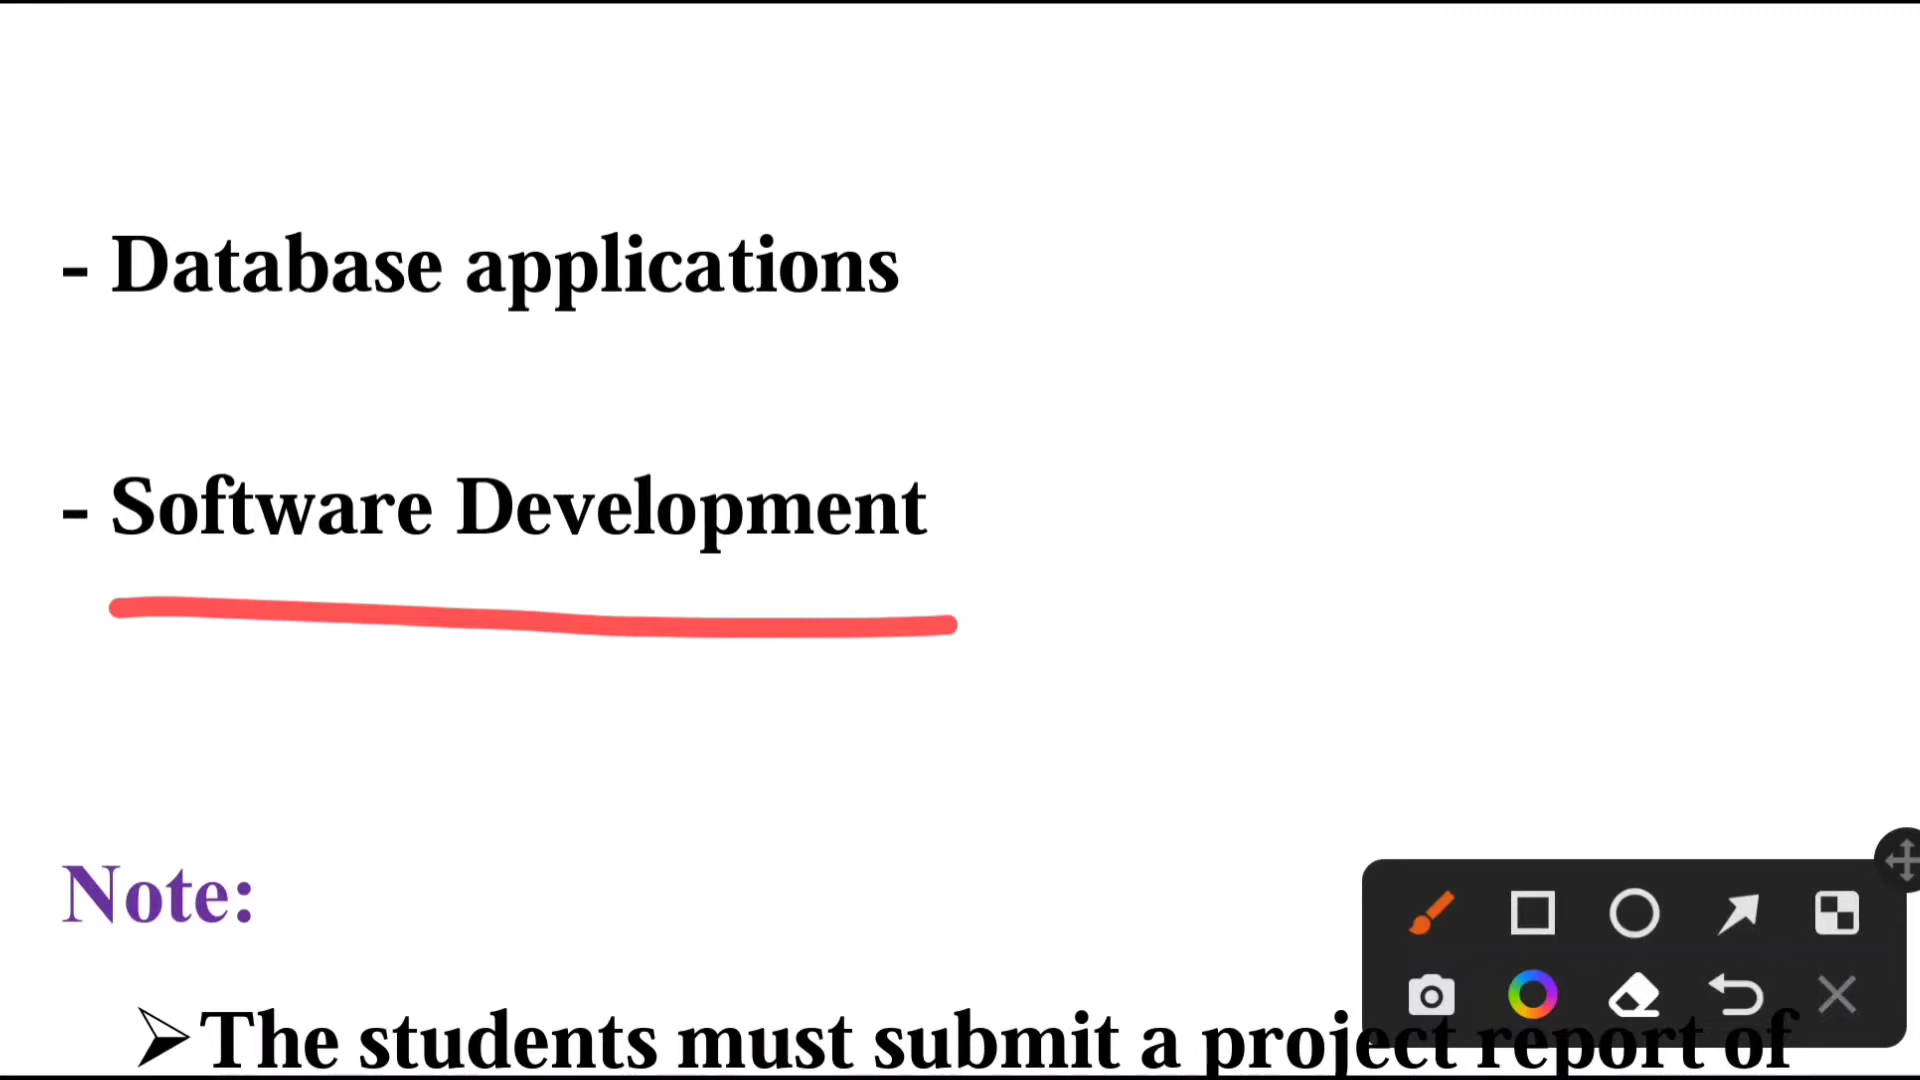 - Database applications
- Software Development
Note:
➢The students must submit a project report of